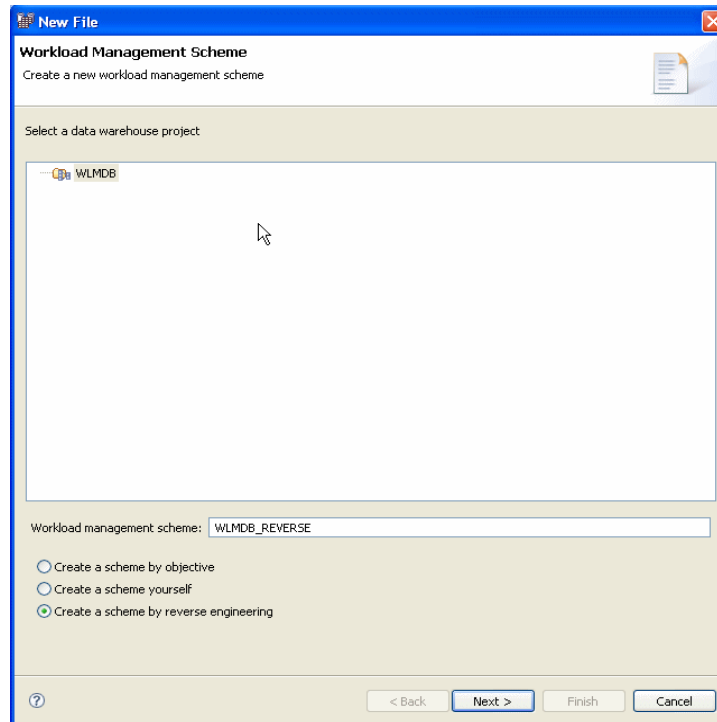 New File
Workload Management Scheme
Create a new workload management scheme
Select a data warehouse project
WLMDB
Workload management scheme: WLMDB_REVERSE
Create a scheme by objective
Create a scheme yourself
Create a scheme by reverse engineering
? < Back Next > Finish Cancel